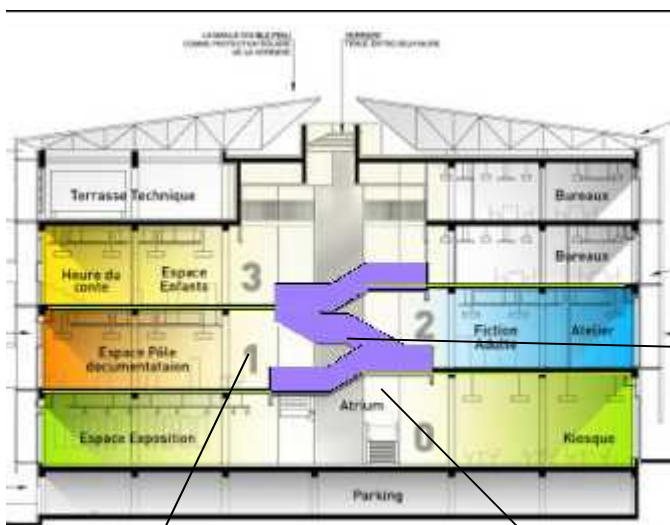 Terrasse Technique
Bureaux
Bureaux
Heure du
conte
Espace
Enfants
3
2
Fiction
Adulte
Atelier
Espace Pôle
documentataion
1
Atrium
Espace Exposition
0
Kiosque
Parking